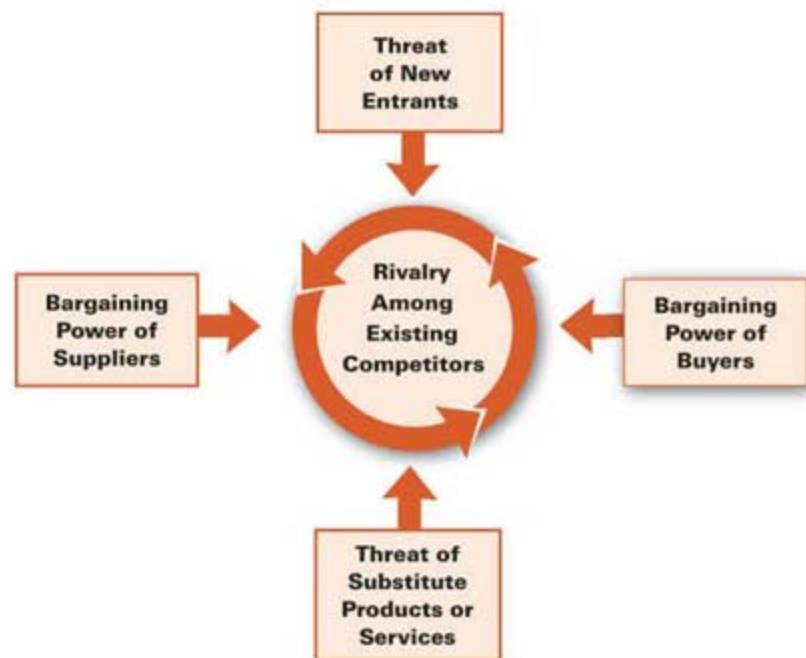 Threat
of New
Entrants
Rivalry
Among
Existing
Competitors
Bargaining
Power of
Suppliers
Bargaining
Power of
Buyers
Threat of
Substitute
Products or
Services